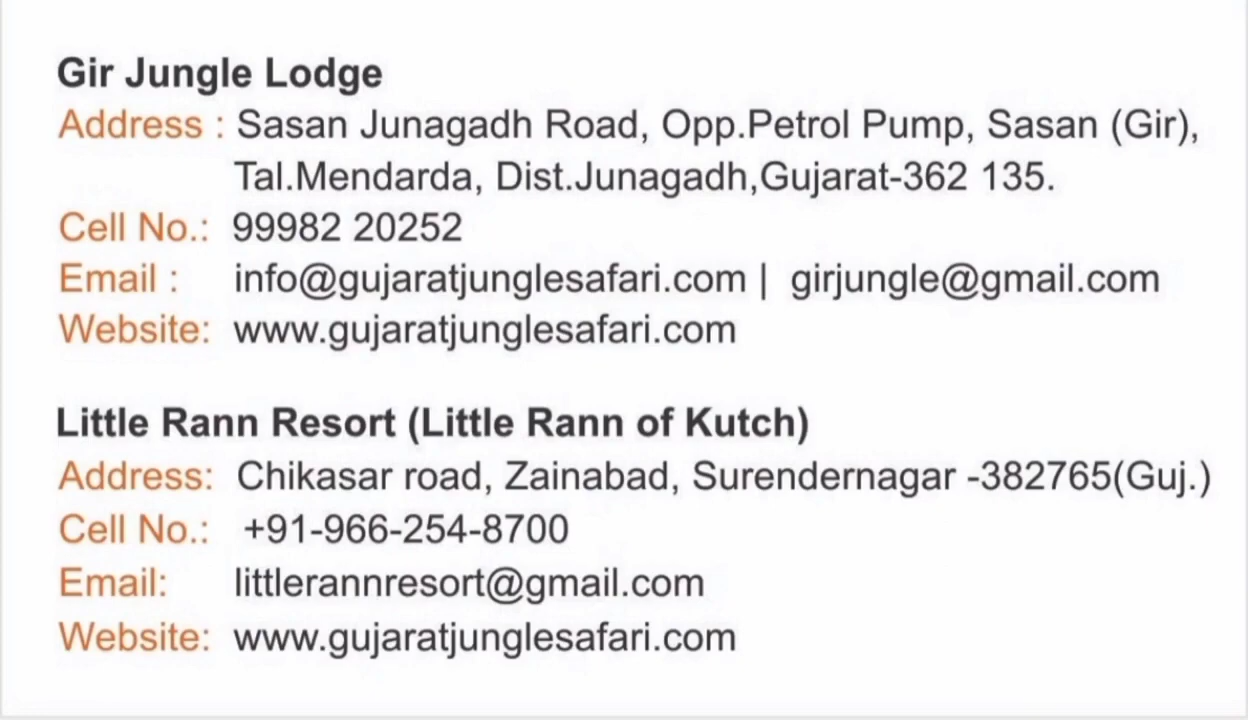 Gir Jungle Lodge
Address : Sasan Junagadh Road, Opp.Petrol Pump, Sasan (Gir),
Tal.Mendarda, Dist.Junagadh,Gujarat-362 135.
Cell No.: 99982 20252
Email : info@gujaratjunglesafari.com | girjungle@gmail.com
Website: www.gujaratjunglesafari.com
Little Rann Resort (Little Rann of Kutch)
Address: Chikasar road, Zainabad, Surendernagar -382765(Guj.)
Cell No.: +91-966-254-8700
Email: littlerannresort@gmail.com
Website: www.gujaratjunglesafari.com